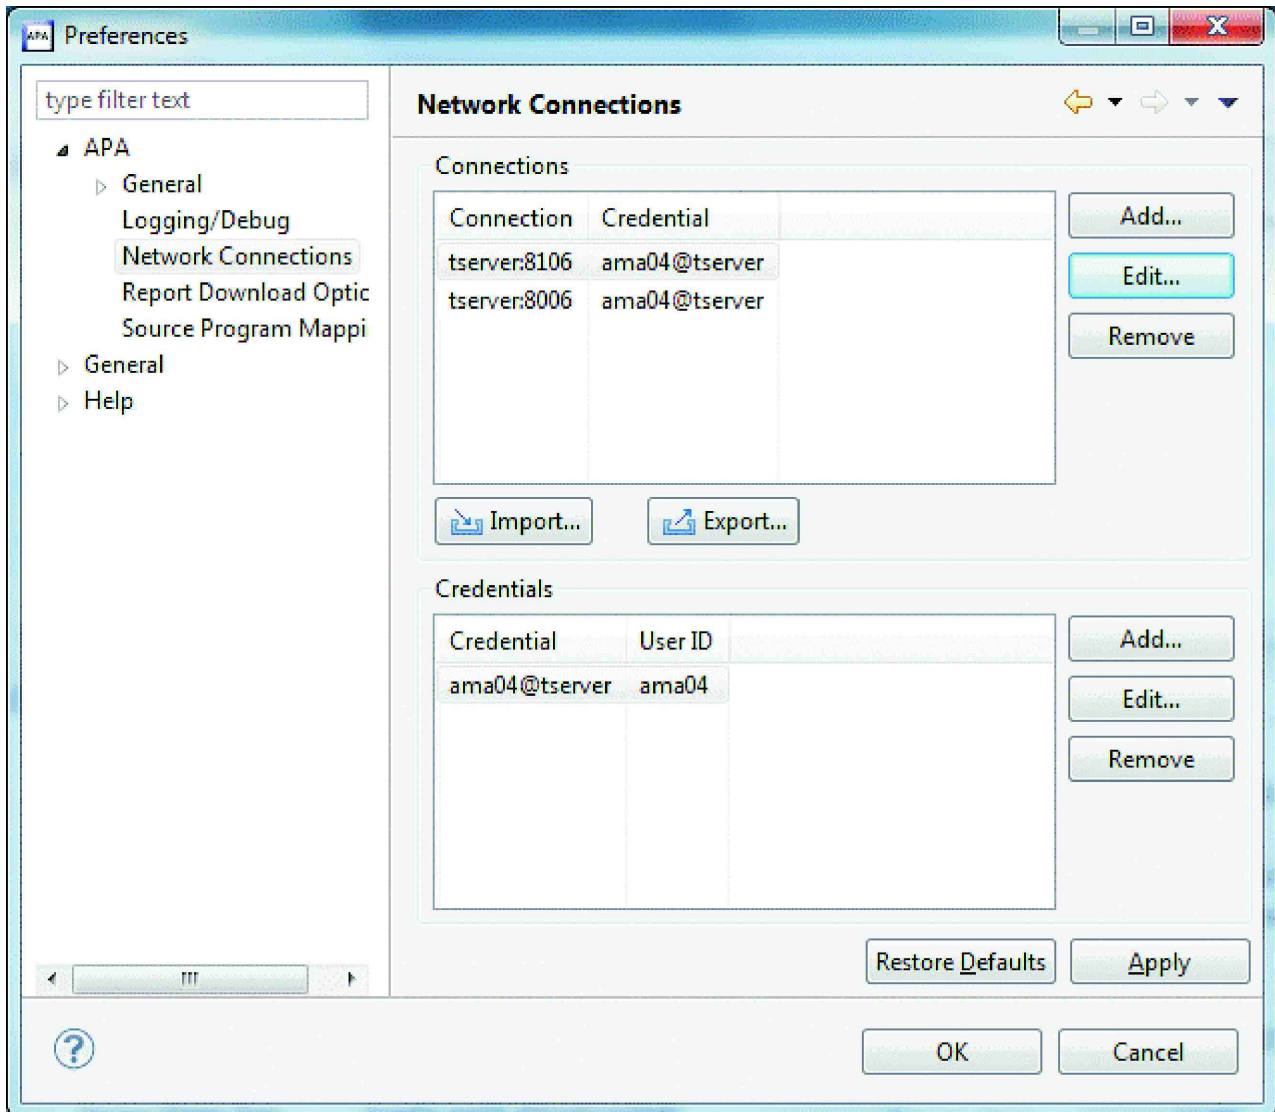 APA Preferences
type filter text
APA
General
Logging/Debug
Network Connections
Report Download Optic
Source Program Mappi
General
Help
Network Connections
Connections
Connection Credential
tserver:8106 ama04@tserver
tserver:8006 ama04@tserver
Add...
Edit...
Remove
Import... Export...
Credentials
Credential User ID
ama04@tserver ama04
Add...
Edit...
Remove
Restore Defaults Apply
OK Cancel